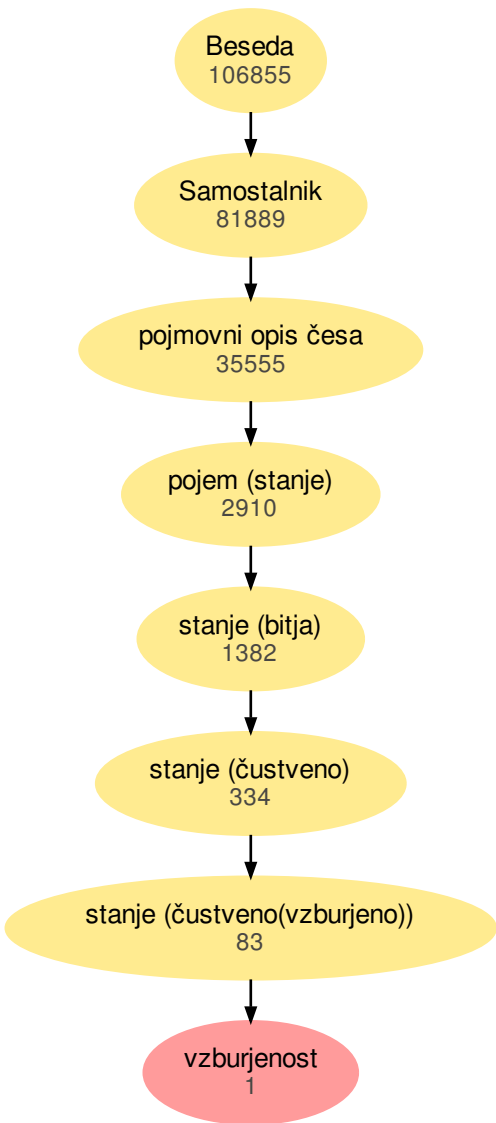 Beseda
106855
Samostalnik
81889
pojmovni opis česa
35555
pojem (stanje)
2910
stanje (bitja)
1382
stanje (čustveno)
334
stanje (čustveno(vzburjeno))
83
vzburjenost
1